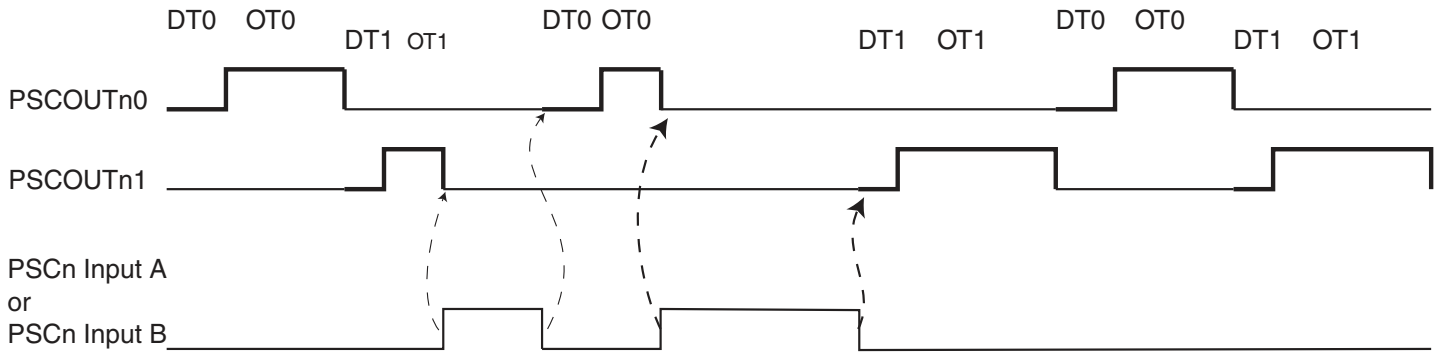 DT0 OT0 DT0 OT0 DT0 OT0
DT1 OT1 DT1 OT1 DT1 OT1
PSCOUTn0
PSCOUTn1
PSCn Input A
or
PSCn Input B